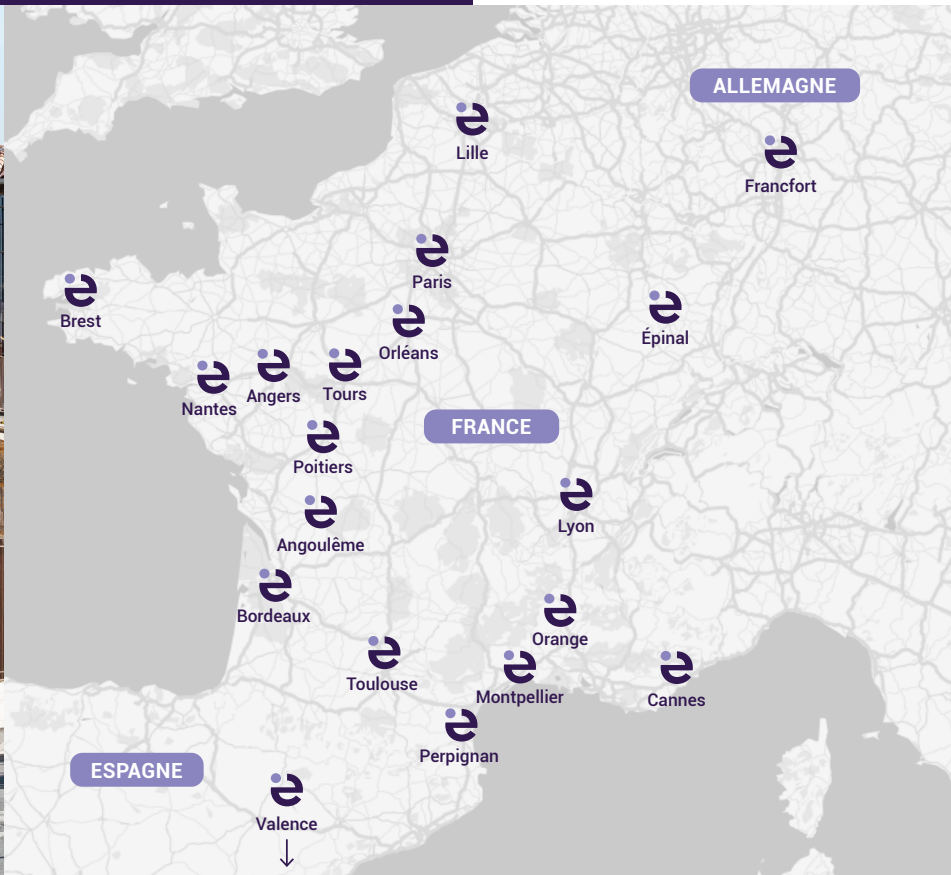 ALLEMAGNE
Lille
Francfort
Paris
Brest
Épinal
Orléans
Angers
Tours
Nantes
FRANCE
Poitiers
Lyon
Angoulême
Bordeaux
Orange
Toulouse
Montpellier
Cannes
Perpignan
ESPAGNE
Valence